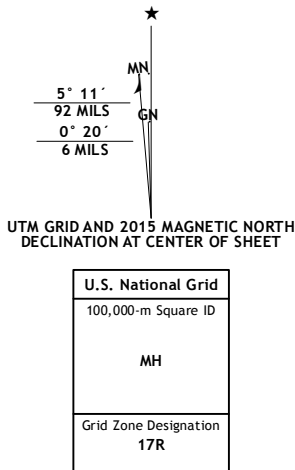 ★
MN
5° 11´
92 MILS
GN
0° 20´
6 MILS
UTM GRID AND 2015 MAGNETIC NORTH
DECLINATION AT CENTER OF SHEET
U.S. National Grid
100,000-m Square ID
MH
Grid Zone Designation
17R